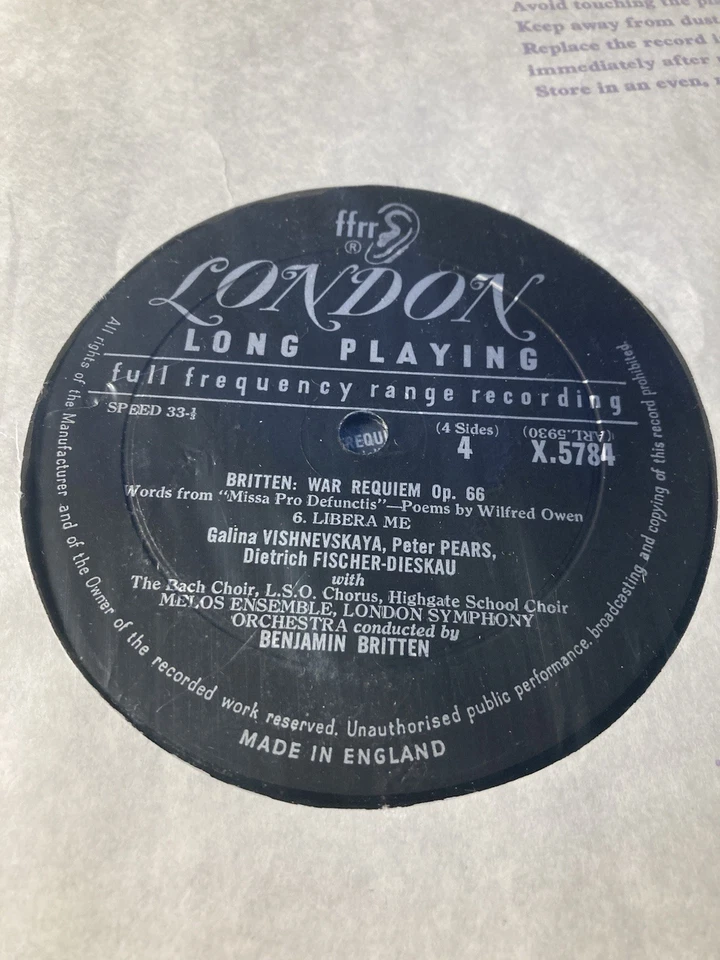 Avoid touching the
Keep away from dust
Replace the record
immediately after
Store in an even,
ffrr
®
LONDON
LONG PLAYING
full frequency range recording
SPEED 33-⅓
REQU
(4 Sides)
4
(ARL.5930)
X.5784
BRITTEN: WAR REQUIEM Op. 66
Words from "Missa Pro Defunctis"—Poems by Wilfred Owen
6. LIBERA ME
Galina VISHNEVSKAYA, Peter PEARS,
Dietrich FISCHER-DIESKAU
with
The Bach Choir, L.S.O. Chorus, Highgate School Choir
MELOS ENSEMBLE, LONDON SYMPHONY
ORCHESTRA conducted by
BENJAMIN BRITTEN
All rights of the Manufacturer and of the Owner of the recorded work reserved. Unauthorised public performance, broadcasting and copying of this record prohibited.
MADE IN ENGLAND